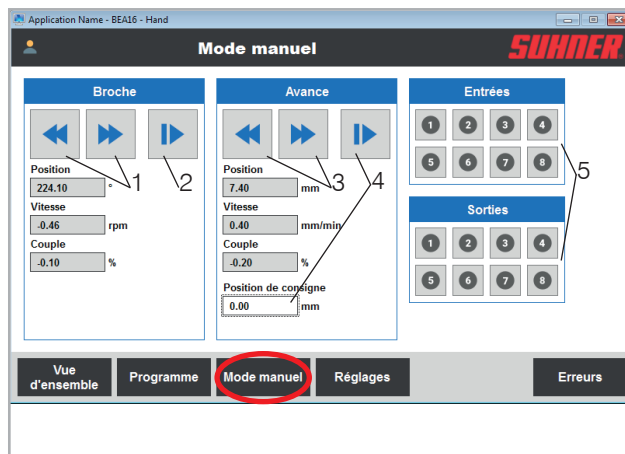 Application Name - BEA16 - Hand
Mode manuel
SUHNER
Broche
Position
224.10 °
Vitesse
-0.46 rpm
Couple
-0.10 %
1
2
Avance
Position
7.40 mm
Vitesse
0.40 mm/min
Couple
-0.20 %
Position de consigne
0.00 mm
3
4
Entrées
1 2 3 4
5 6 7 8
Sorties
1 2 3 4
5 6 7 8
5
Vue
d'ensemble
Programme
Mode manuel
Réglages
Erreurs